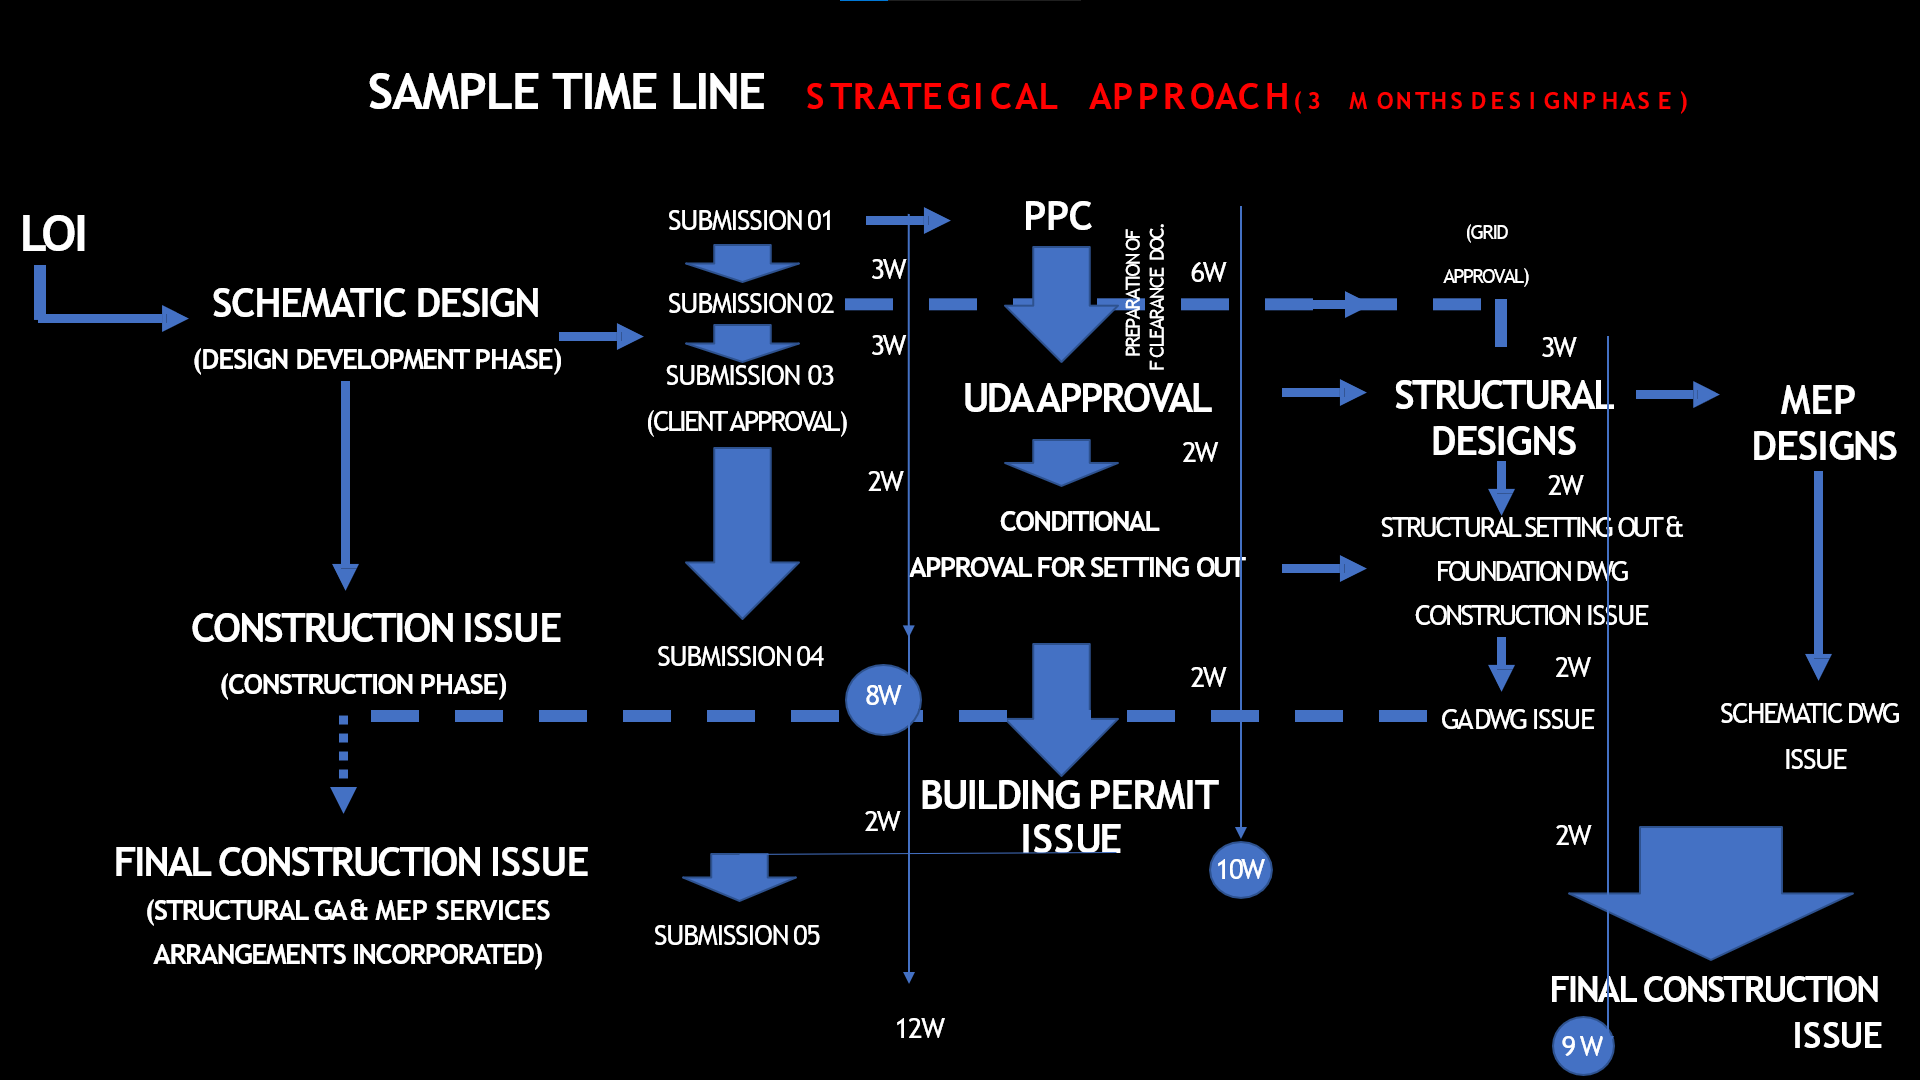 SAMPLE TIME LINE STRATEGICAL APPROACH(3 MONTHSDESIGNPHASE)
LOI
SCHEMATIC DESIGN
(DESIGN DEVELOPMENT PHASE)
CONSTRUCTION ISSUE
(CONSTRUCTION PHASE)
FINAL CONSTRUCTION ISSUE
(STRUCTURAL GA & MEP SERVICES
ARRANGEMENTS INCORPORATED)
SUBMISSION 01
SUBMISSION 02
SUBMISSION 03
(CLIENT APPROVAL)
SUBMISSION 04
SUBMISSION 05
3W
3W
2W
8W
2W
12W
PPC
PREPARATION OF
F CLEARANCE DOC.
UDA APPROVAL
CONDITIONAL
APPROVAL FOR SETTING OUT
BUILDING PERMIT
ISSUE
6W
2W
2W
10W
(GRID
APPROVAL)
3W
STRUCTURAL
DESIGNS
2W
STRUCTURAL SETTING OUT &
FOUNDATION DWG
CONSTRUCTION ISSUE
2W
GA DWG ISSUE
2W
MEP
DESIGNS
SCHEMATIC DWG
ISSUE
FINAL CONSTRUCTION
ISSUE
9 W